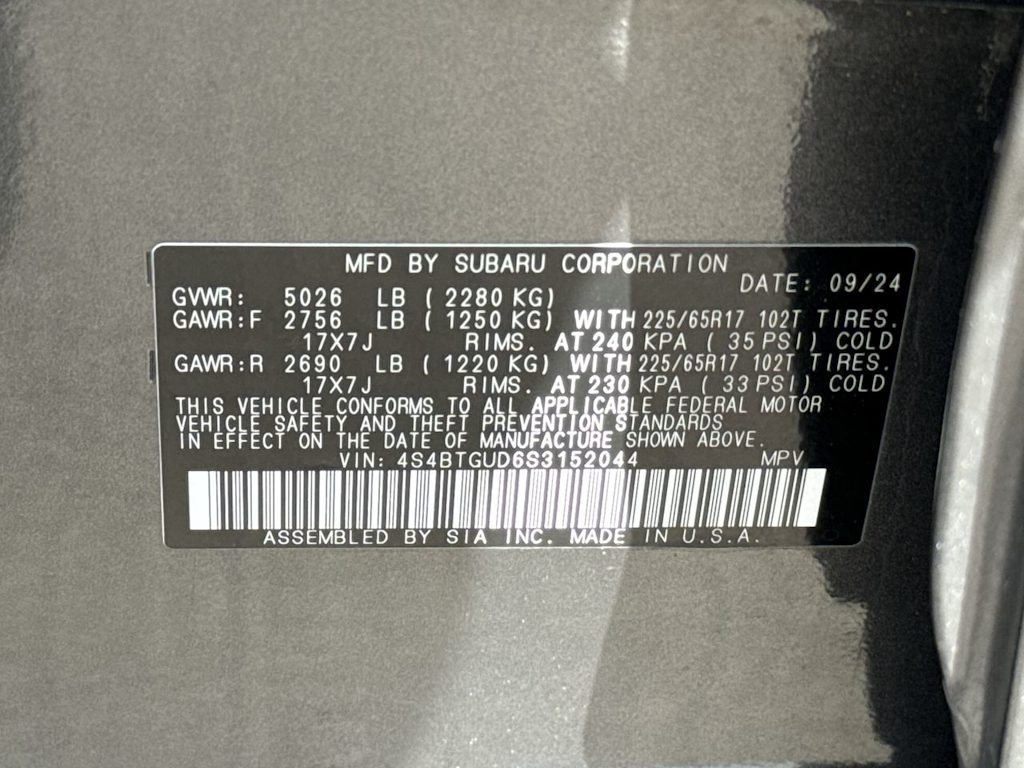 MFD BY SUBARU CORPORATION
DATE: 09/24
GVWR: 5026 LB ( 2280 KG)
GAWR:F 2756 LB ( 1250 KG) WITH 225/65R17 102T TIRES.
17X7J RIMS. AT 240 KPA ( 35 PSI) COLD
GAWR:R 2690 LB ( 1220 KG) WITH 225/65R17 102T TIRES.
17X7J RIMS. AT 230 KPA ( 33 PSI) COLD
THIS VEHICLE CONFORMS TO ALL APPLICABLE FEDERAL MOTOR
VEHICLE SAFETY AND THEFT PREVENTION STANDARDS
IN EFFECT ON THE DATE OF MANUFACTURE SHOWN ABOVE.
VIN: 4S4BTGUD6S3152044 MPV
ASSEMBLED BY SIA INC. MADE IN U.S.A.